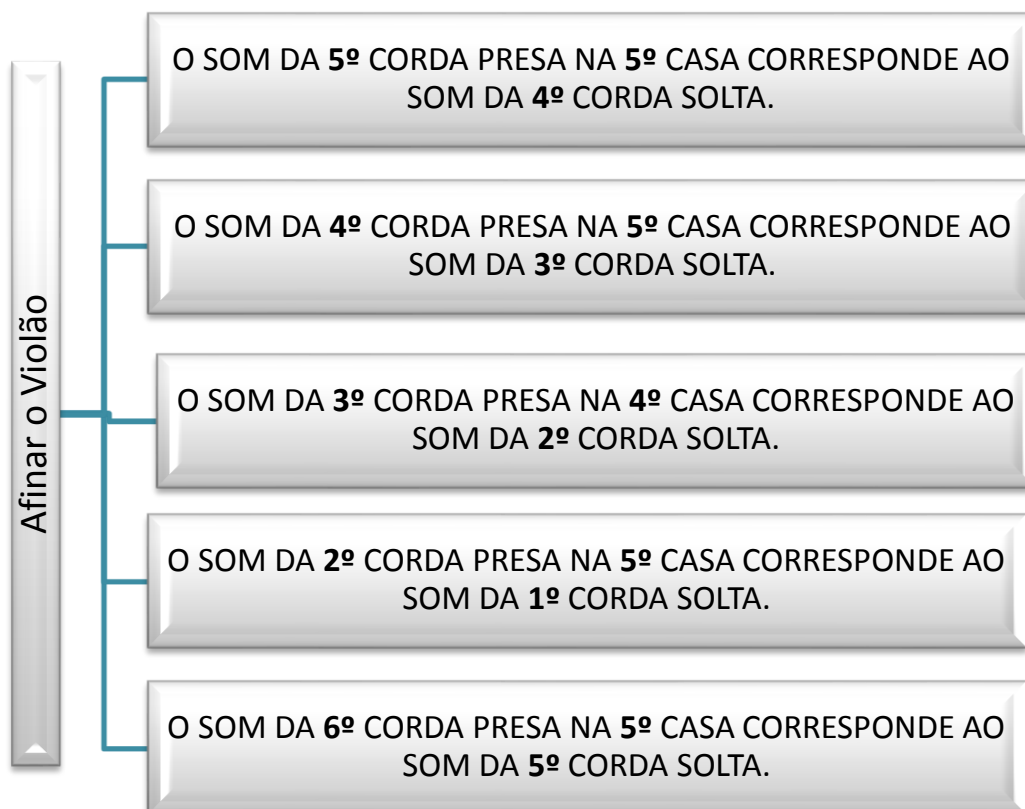 Afinar o Violão
O SOM DA 5º CORDA PRESA NA 5º CASA CORRESPONDE AO
SOM DA 4º CORDA SOLTA.
O SOM DA 4º CORDA PRESA NA 5º CASA CORRESPONDE AO
SOM DA 3º CORDA SOLTA.
O SOM DA 3º CORDA PRESA NA 4º CASA CORRESPONDE AO
SOM DA 2º CORDA SOLTA.
O SOM DA 2º CORDA PRESA NA 5º CASA CORRESPONDE AO
SOM DA 1º CORDA SOLTA.
O SOM DA 6º CORDA PRESA NA 5º CASA CORRESPONDE AO
SOM DA 5º CORDA SOLTA.